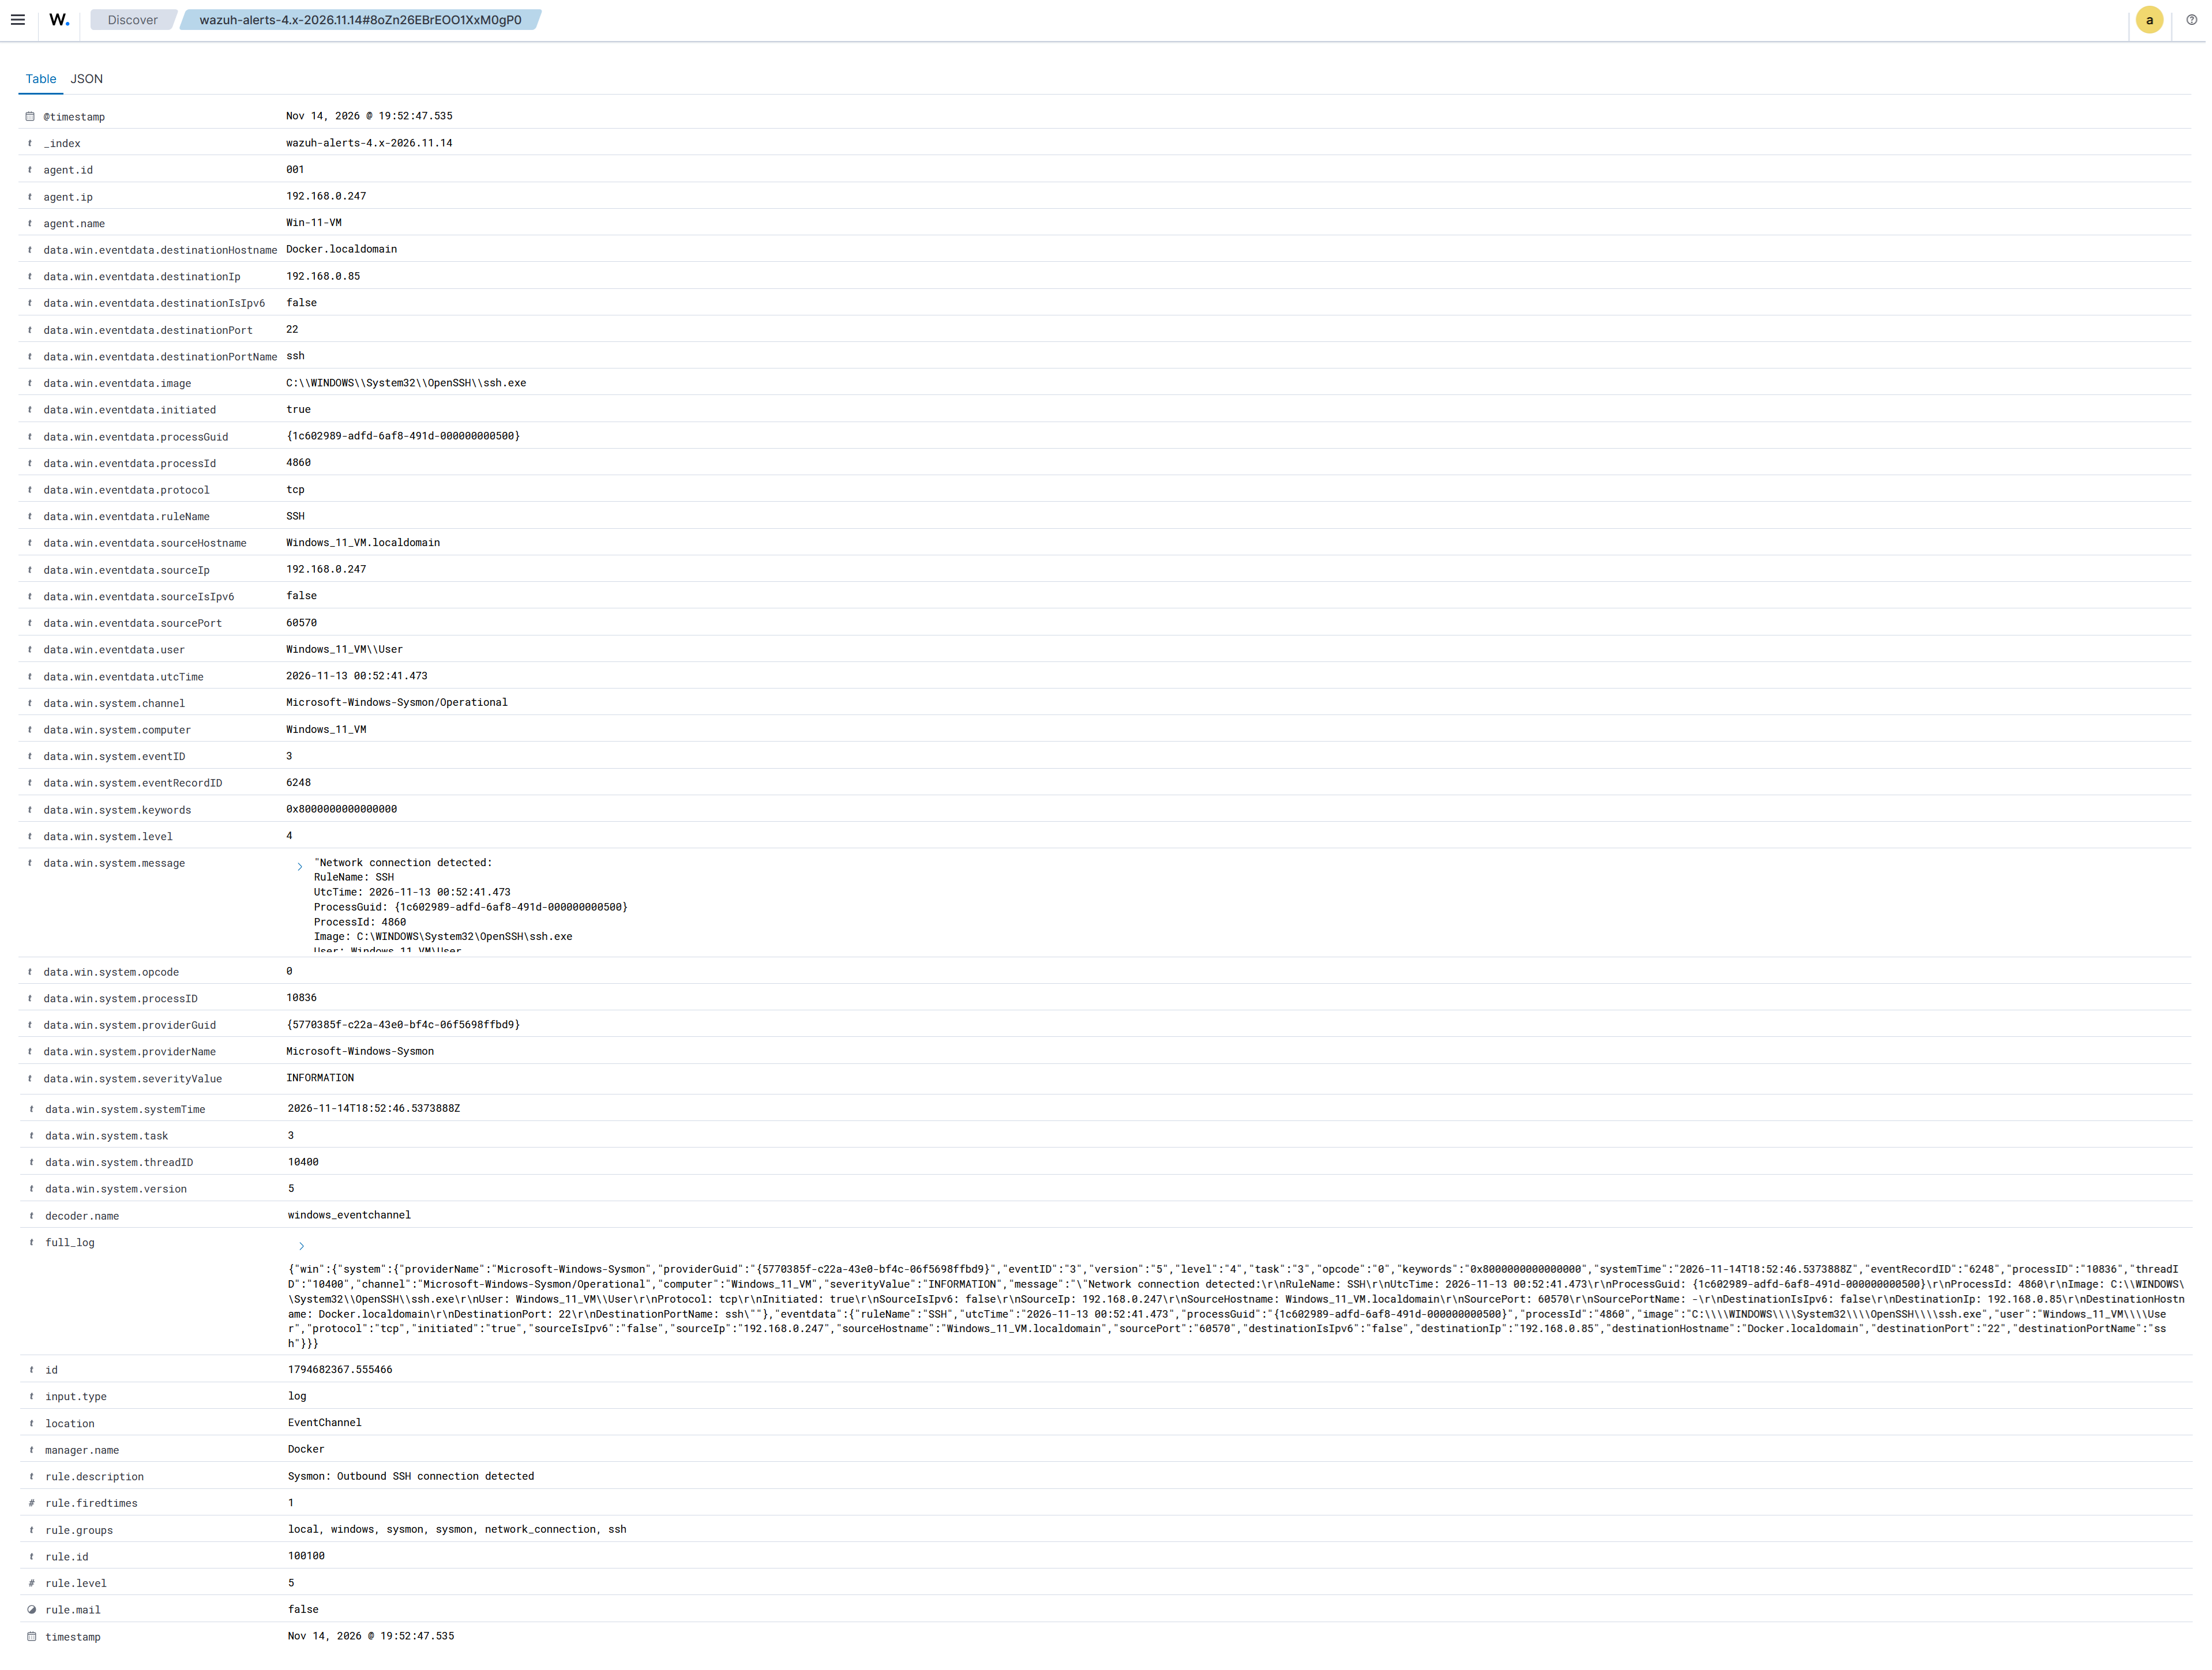 W. Discover wazuh-alerts-4.x-2026.11.14#8oZn26EBrEOO1XxM0gP0 a
Table JSON
@timestamp Nov 14, 2026 @ 19:52:47.535
t _index wazuh-alerts-4.x-2026.11.14
t agent.id 001
t agent.ip 192.168.0.247
t agent.name Win-11-VM
t data.win.eventdata.destinationHostname Docker.localdomain
t data.win.eventdata.destinationIp 192.168.0.85
t data.win.eventdata.destinationIsIpv6 false
t data.win.eventdata.destinationPort 22
t data.win.eventdata.destinationPortName ssh
t data.win.eventdata.image C:\\WINDOWS\\System32\\OpenSSH\\ssh.exe
t data.win.eventdata.initiated true
t data.win.eventdata.processGuid {1c602989-adfd-6af8-491d-000000000500}
t data.win.eventdata.processId 4860
t data.win.eventdata.protocol tcp
t data.win.eventdata.ruleName SSH
t data.win.eventdata.sourceHostname Windows_11_VM.localdomain
t data.win.eventdata.sourceIp 192.168.0.247
t data.win.eventdata.sourceIsIpv6 false
t data.win.eventdata.sourcePort 60570
t data.win.eventdata.user Windows_11_VM\\User
t data.win.eventdata.utcTime 2026-11-13 00:52:41.473
t data.win.system.channel Microsoft-Windows-Sysmon/Operational
t data.win.system.computer Windows_11_VM
t data.win.system.eventID 3
t data.win.system.eventRecordID 6248
t data.win.system.keywords 0x8000000000000000
t data.win.system.level 4
t data.win.system.message "Network connection detected:
RuleName: SSH
UtcTime: 2026-11-13 00:52:41.473
ProcessGuid: {1c602989-adfd-6af8-491d-000000000500}
ProcessId: 4860
Image: C:\WINDOWS\System32\OpenSSH\ssh.exe
User: Windows_11_VM\User
t data.win.system.opcode 0
t data.win.system.processID 10836
t data.win.system.providerGuid {5770385f-c22a-43e0-bf4c-06f5698ffbd9}
t data.win.system.providerName Microsoft-Windows-Sysmon
t data.win.system.severityValue INFORMATION
t data.win.system.systemTime 2026-11-14T18:52:46.5373888Z
t data.win.system.task 3
t data.win.system.threadID 10400
t data.win.system.version 5
t decoder.name windows_eventchannel
t full_log
{"win":{"system":{"providerName":"Microsoft-Windows-Sysmon","providerGuid":"{5770385f-c22a-43e0-bf4c-06f5698ffbd9}","eventID":"3","version":"5","level":"4","task":"3","opcode":"0","keywords":"0x8000000000000000","systemTime":"2026-11-14T18:52:46.5373888Z","eventRecordID":"6248","processID":"10836","threadI
D":"10400","channel":"Microsoft-Windows-Sysmon/Operational","computer":"Windows_11_VM","severityValue":"INFORMATION","message":"\"Network connection detected:\r\nRuleName: SSH\r\nUtcTime: 2026-11-13 00:52:41.473\r\nProcessGuid: {1c602989-adfd-6af8-491d-000000000500}\r\nProcessId: 4860\r\nImage: C:\\WINDOWS\
\System32\\OpenSSH\\ssh.exe\r\nUser: Windows_11_VM\\User\r\nProtocol: tcp\r\nInitiated: true\r\nSourceIsIpv6: false\r\nSourceIp: 192.168.0.247\r\nSourceHostname: Windows_11_VM.localdomain\r\nSourcePort: 60570\r\nSourcePortName: -\r\nDestinationIsIpv6: false\r\nDestinationIp: 192.168.0.85\r\nDestinationHostn
ame: Docker.localdomain\r\nDestinationPort: 22\r\nDestinationPortName: ssh\""},"eventdata":{"ruleName":"SSH","utcTime":"2026-11-13 00:52:41.473","processGuid":"{1c602989-adfd-6af8-491d-000000000500}","processId":"4860","image":"C:\\\\WINDOWS\\\\System32\\\\OpenSSH\\\\ssh.exe","user":"Windows_11_VM\\\\Use
r","protocol":"tcp","initiated":"true","sourceIsIpv6":"false","sourceIp":"192.168.0.247","sourceHostname":"Windows_11_VM.localdomain","sourcePort":"60570","destinationIsIpv6":"false","destinationIp":"192.168.0.85","destinationHostname":"Docker.localdomain","destinationPort":"22","destinationPortName":"ss
h"}}}
t id 1794682367.555466
t input.type log
t location EventChannel
t manager.name Docker
t rule.description Sysmon: Outbound SSH connection detected
# rule.firedtimes 1
t rule.groups local, windows, sysmon, sysmon, network_connection, ssh
t rule.id 100100
# rule.level 5
rule.mail false
timestamp Nov 14, 2026 @ 19:52:47.535